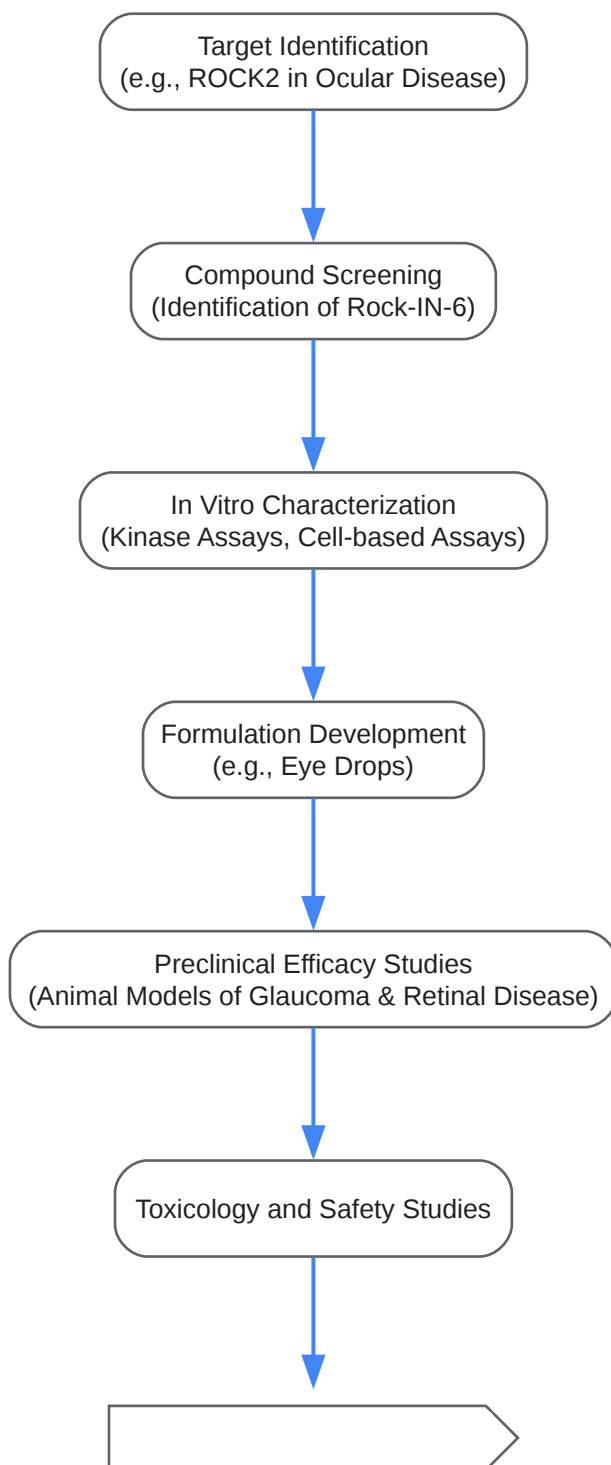 Target Identification
(e.g., ROCK2 in Ocular Disease)
Compound Screening
(Identification of Rock-IN-6)
In Vitro Characterization
(Kinase Assays, Cell-based Assays)
Formulation Development
(e.g., Eye Drops)
Preclinical Efficacy Studies
(Animal Models of Glaucoma & Retinal Disease)
Toxicology and Safety Studies